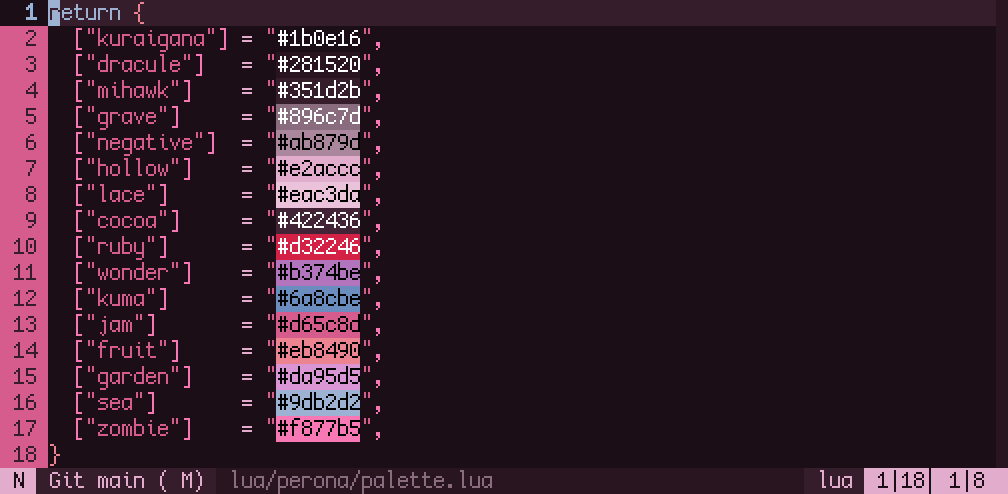 1 return {
2 ["kuraigana"] = "#1b0e16",
3 ["dracule"] = "#281520",
4 ["mihawk"] = "#351d2b",
5 ["grave"] = "#896c7d",
6 ["negative"] = "#ab879d",
7 ["hollow"] = "#e2accc",
8 ["lace"] = "#eac3da",
9 ["cocoa"] = "#422436",
10 ["ruby"] = "#d32246",
11 ["wonder"] = "#b374be",
12 ["kuma"] = "#6a8cbe",
13 ["jam"] = "#d65c8d",
14 ["fruit"] = "#eb8490",
15 ["garden"] = "#da95d5",
16 ["sea"] = "#9db2d2",
17 ["zombie"] = "#f877b5",
18 }
N Git main ( M) lua/perona/palette.lua lua 1|18 1|8